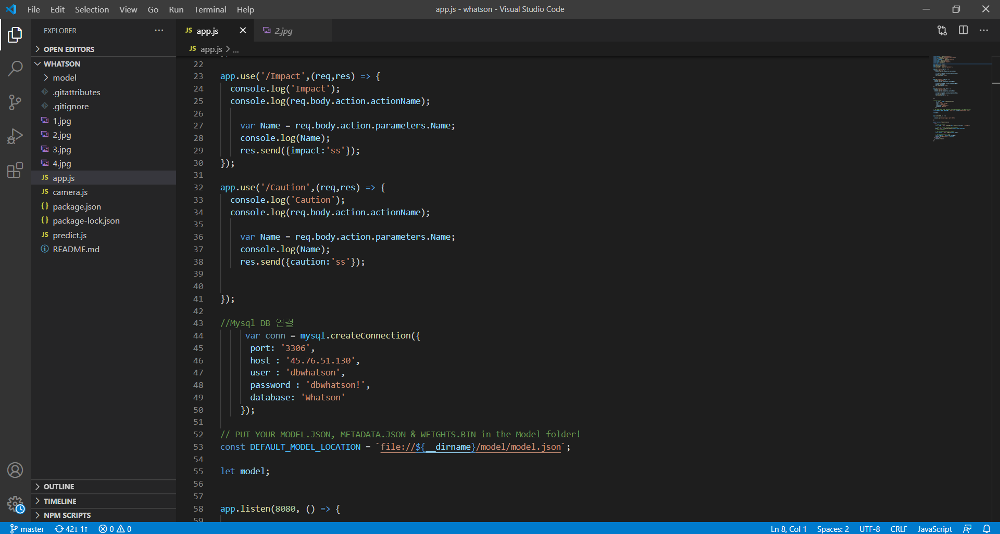 File Edit Selection View Go Run Terminal Help
app.js - whatson - Visual Studio Code
EXPLORER
OPEN EDITORS
WHATSON
model
.gitattributes
.gitignore
1.jpg
2.jpg
3.jpg
4.jpg
JS app.js
JS camera.js
{} package.json
{} package-lock.json
JS predict.js
README.md
OUTLINE
TIMELINE
NPM SCRIPTS
JS app.js
2.jpg
JS app.js > ...
22
23 app.use('/Impact',(req,res) => {
24 console.log('Impact');
25 console.log(req.body.action.actionName);
26
27 var Name = req.body.action.parameters.Name;
28 console.log(Name);
29 res.send({impact:'ss'});
30 });
31
32 app.use('/Caution',(req,res) => {
33 console.log('Caution');
34 console.log(req.body.action.actionName);
35
36 var Name = req.body.action.parameters.Name;
37 console.log(Name);
38 res.send({caution:'ss'});
39
40
41 });
42
43 //Mysql DB 연결
44 var conn = mysql.createConnection({
45 port: '3306',
46 host : '45.76.51.130',
47 user : 'dbwhatson',
48 password : 'dbwhatson!',
49 database: 'Whatson'
50 });
51
52 // PUT YOUR MODEL.JSON, METADATA.JSON & WEIGHTS.BIN in the Model folder!
53 const DEFAULT_MODEL_LOCATION = `file://${__dirname}/model/model.json`;
54
55 let model;
56
57
58 app.listen(8080, () => {
59
master 42↓ 1↑ 0 0
Ln 8, Col 1 Spaces: 2 UTF-8 CRLF JavaScript